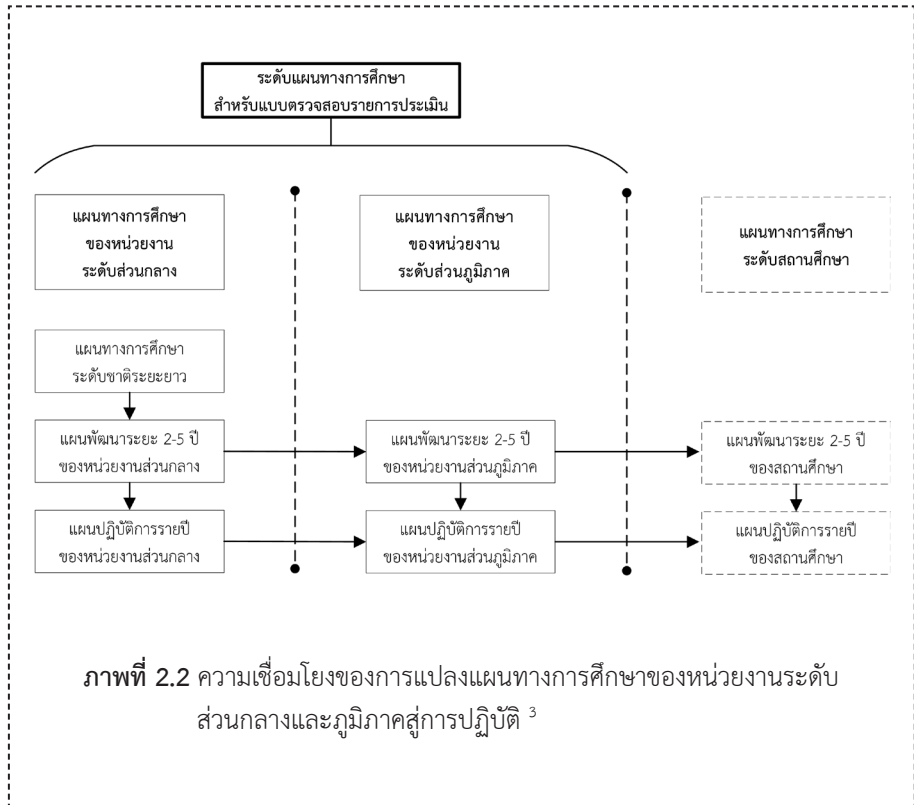 ระดับแผนทางการศึกษา
สำหรับแบบตรวจสอบรายการประเมิน
แผนทางการศึกษา
ของหน่วยงาน
ระดับส่วนกลาง
แผนทางการศึกษา
ของหน่วยงาน
ระดับส่วนภูมิภาค
แผนทางการศึกษา
ระดับสถานศึกษา
แผนทางการศึกษา
ระดับชาติระยะยาว
แผนพัฒนาระยะ 2-5 ปี
ของหน่วยงานส่วนกลาง
แผนพัฒนาระยะ 2-5 ปี
ของหน่วยงานส่วนภูมิภาค
แผนพัฒนาระยะ 2-5 ปี
ของสถานศึกษา
แผนปฏิบัติการรายปี
ของหน่วยงานส่วนกลาง
แผนปฏิบัติการรายปี
ของหน่วยงานส่วนภูมิภาค
แผนปฏิบัติการรายปี
ของสถานศึกษา
ภาพที่ 2.2 ความเชื่อมโยงของการแปลงแผนทางการศึกษาของหน่วยงานระดับ
ส่วนกลางและภูมิภาคสู่การปฏิบัติ ³